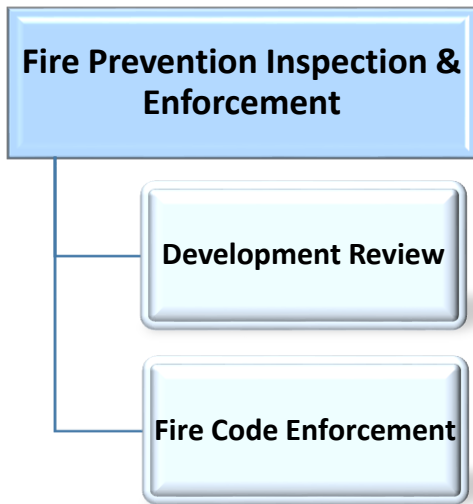 Fire Prevention Inspection &
Enforcement
Development Review
Fire Code Enforcement